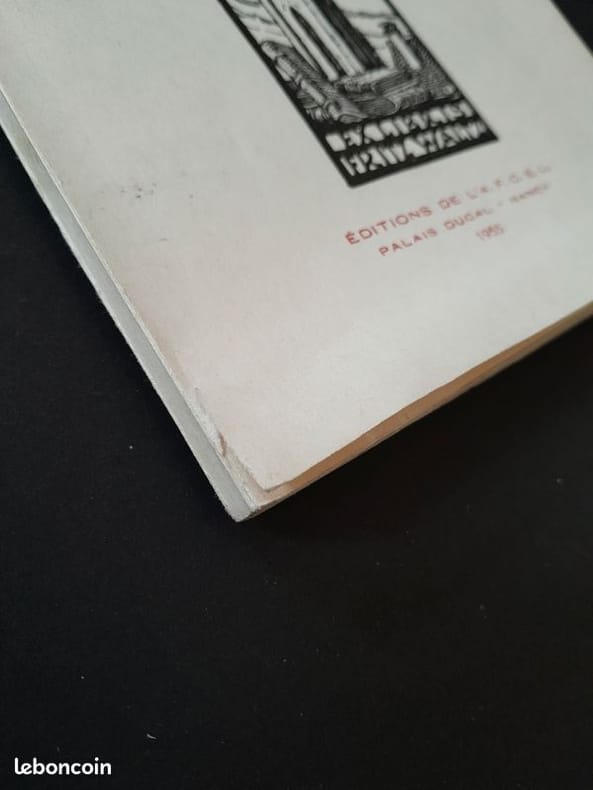 ÉDITIONS DE L'A.F.C.E.L.
PALAIS DUCAL - NANCY
1955
leboncoin